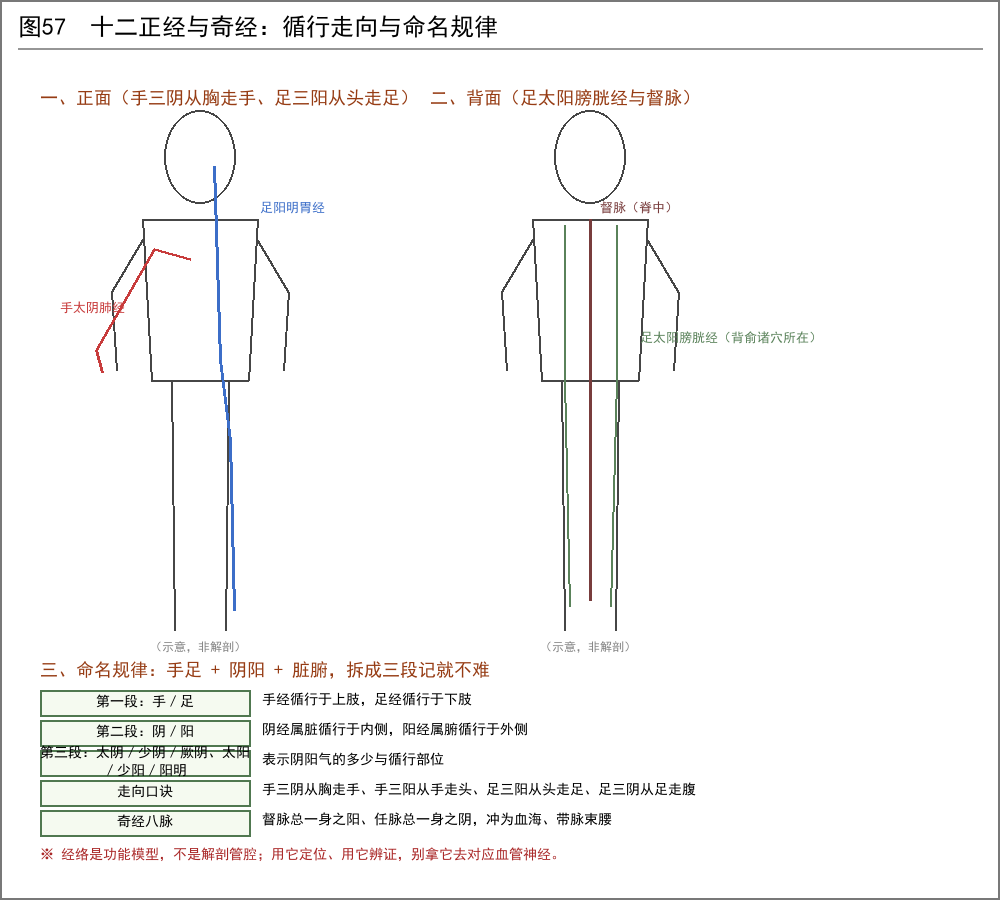 图57　十二正经与奇经：循行走向与命名规律
一、正面（手三阴从胸走手、足三阳从头走足）
二、背面（足太阳膀胱经与督脉）
足阳明胃经
督脉（脊中）
手太阴肺经
足太阳膀胱经（背俞诸穴所在）
（示意，非解剖）
（示意，非解剖）
三、命名规律：手足 + 阴阳 + 脏腑，拆成三段记就不难
第一段：手 / 足
手经循行于上肢，足经循行于下肢
第二段：阴 / 阳
阴经属脏循行于内侧，阳经属腑循行于外侧
第三段：太阴 / 少阴 / 厥阴、太阳
/ 少阳 / 阳明
表示阴阳气的多少与循行部位
走向口诀
手三阴从胸走手、手三阳从手走头、足三阳从头走足、足三阴从足走腹
奇经八脉
督脉总一身之阳、任脉总一身之阴，冲为血海、带脉束腰
※ 经络是功能模型，不是解剖管腔；用它定位、用它辨证，别拿它去对应血管神经。